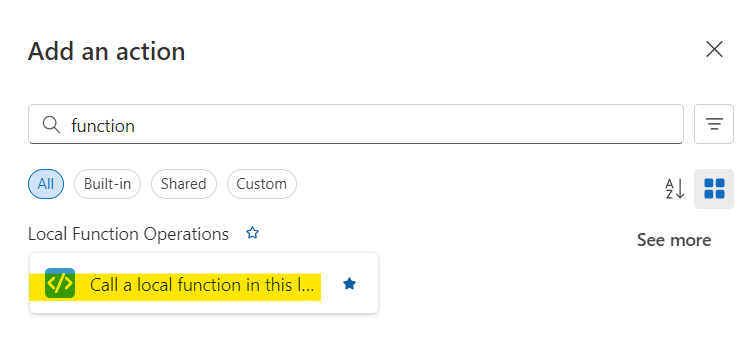 Add an action
function
All Built-in Shared Custom
Local Function Operations
See more
Call a local function in this l...